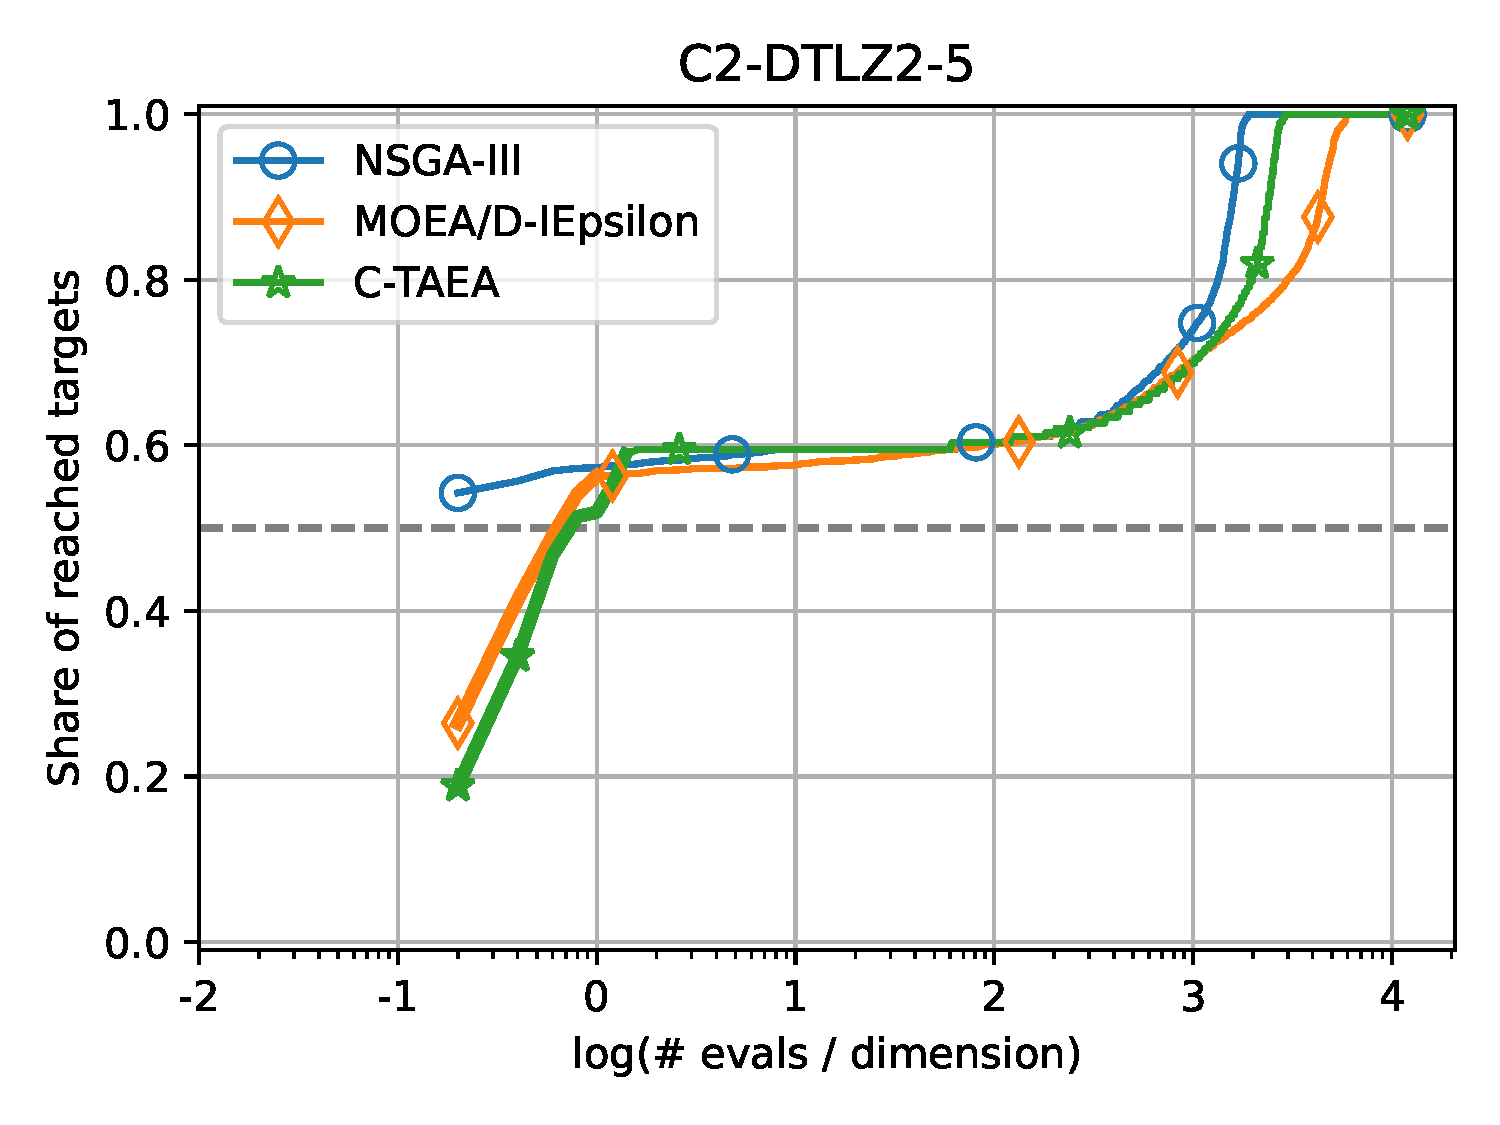 C2-DTLZ2-5
NSGA-III
MOEA/D-IEpsilon
C-TAEA
Share of reached targets
1.0
0.8
0.6
0.4
0.2
0.0
-2 -1 0 1 2 3 4
log(# evals / dimension)